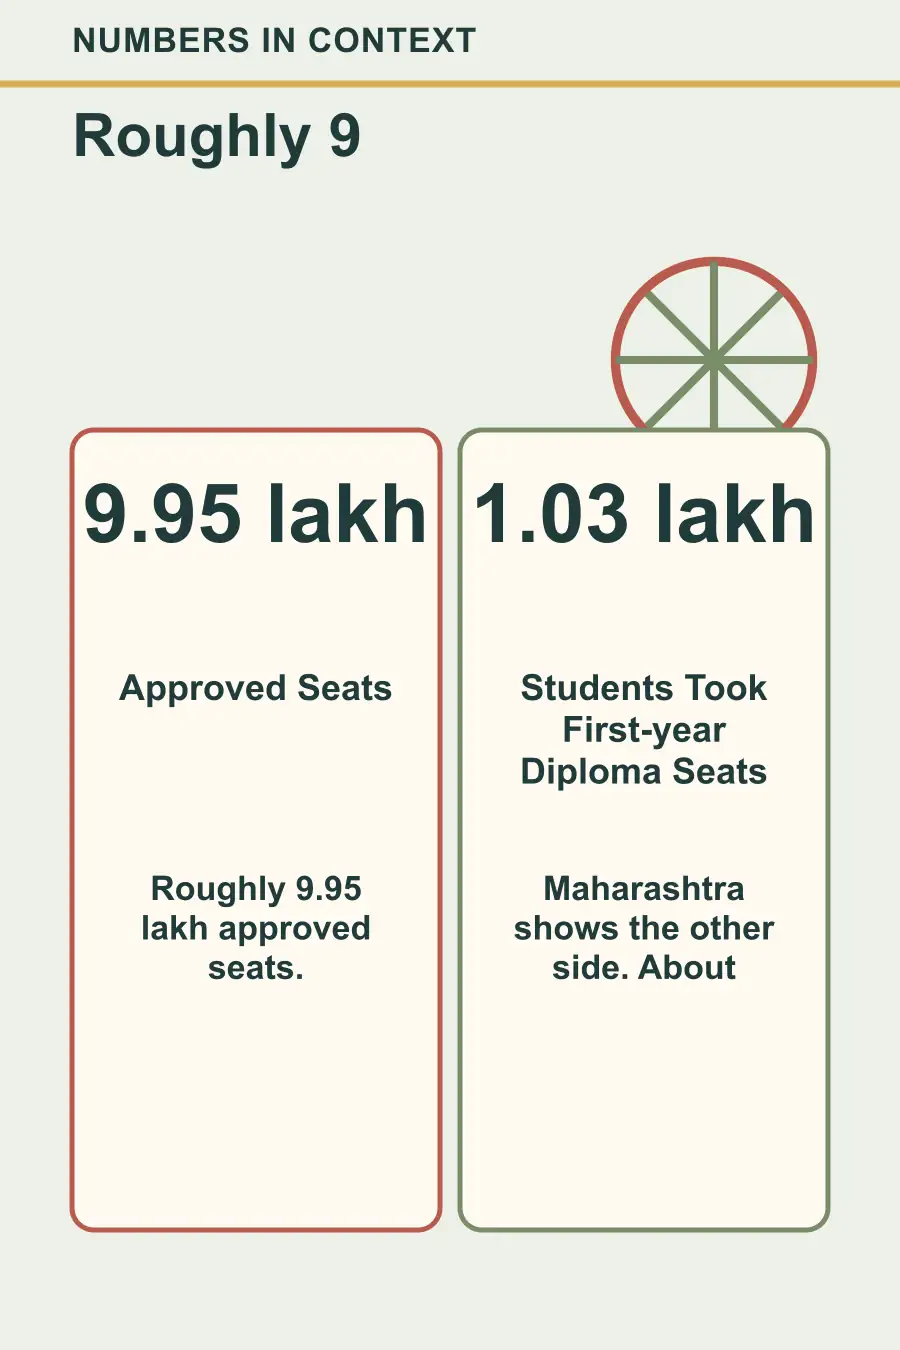 NUMBERS IN CONTEXT
Roughly 9
9.95 lakh
Approved Seats
Roughly 9.95
lakh approved
seats.
1.03 lakh
Students Took
First-year
Diploma Seats
Maharashtra
shows the other
side. About